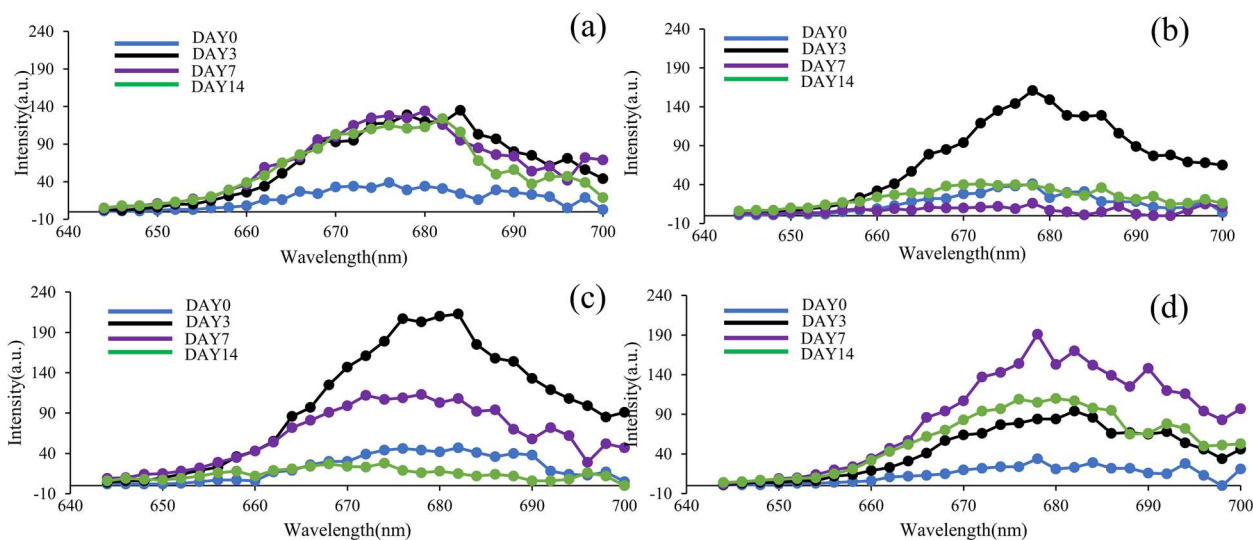 (a)
240
190
140
90
40
-10
Intensity(a.u.)
DAY0
DAY3
DAY7
DAY14
640 650 660 670 680 690 700
Wavelength(nm)
(b)
240
190
140
90
40
-10
Intensity(a.u.)
DAY0
DAY3
DAY7
DAY14
640 650 660 670 680 690 700
Wavelength(nm)
(c)
240
190
140
90
40
-10
Intensity(a.u.)
DAY0
DAY3
DAY7
DAY14
640 650 660 670 680 690 700
Wavelength(nm)
(d)
240
190
140
90
40
-10
Intensity(a.u.)
DAY0
DAY3
DAY7
DAY14
640 650 660 670 680 690 700
Wavelength(nm)